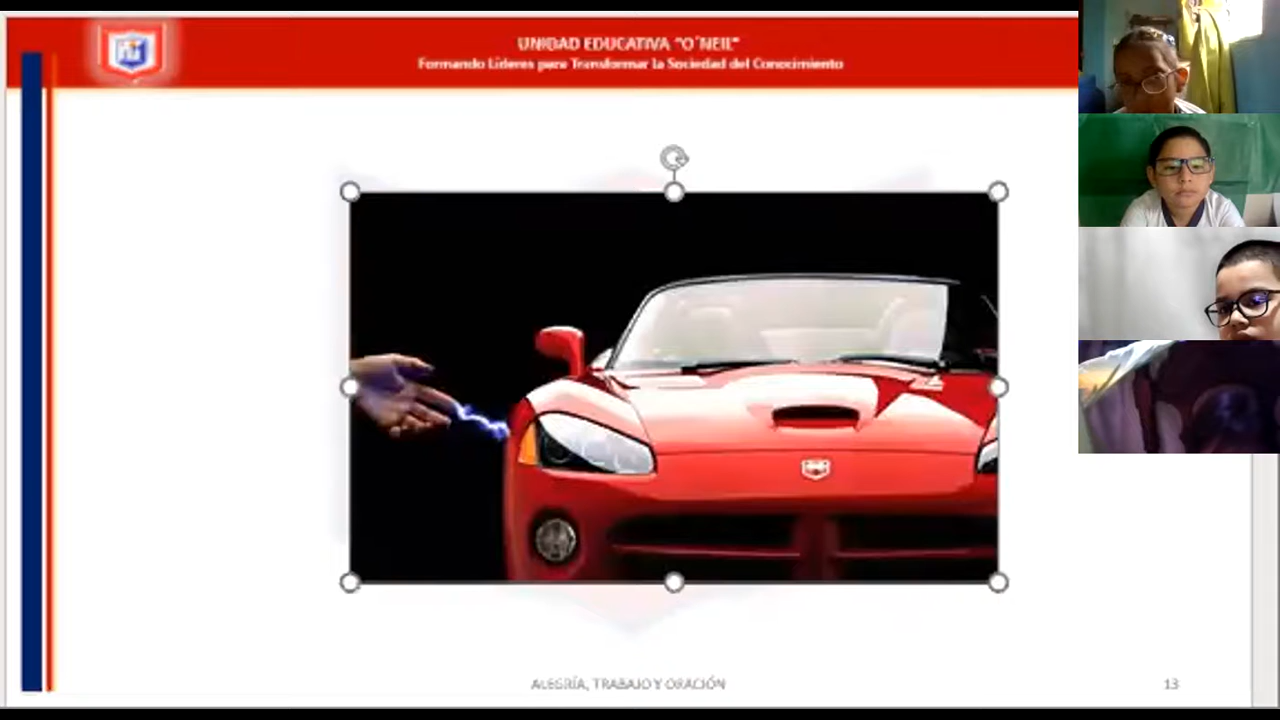 UNIDAD EDUCATIVA "O´NEIL"
Formando Líderes para Transformar la Sociedad del Conocimiento
ALEGRÍA, TRABAJO Y ORACIÓN
13